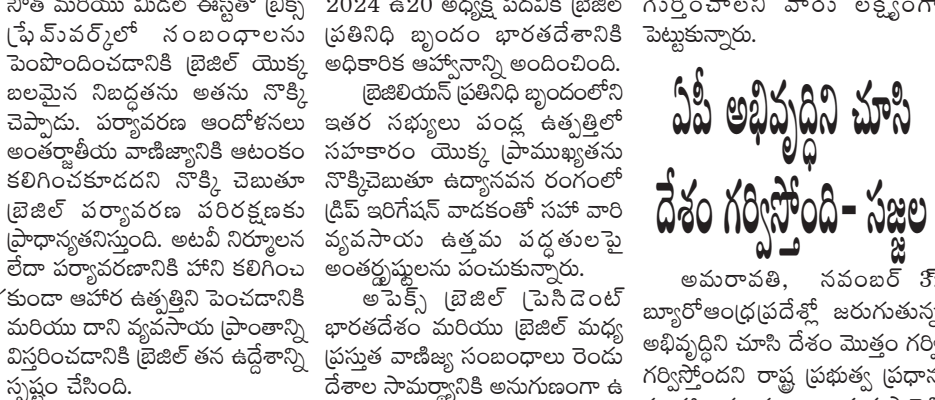 మరియు మిడిల్ ఈస్ట్‌తో బ్రిక్స్
ఫ్రేమ్‌వర్క్‌లో నంబంధాలను
పెంపొందించడానికి బ్రెజిల్ యొక్క
బలమైన నిబద్ధతను అతను నొక్కి
చెప్పాడు. పర్యావరణ ఆందోళనలు
అంతర్జాతీయ వాణిజ్యానికి ఆటంకం
కలిగించకూడదని నొక్కి చెబుతూ
బ్రెజిల్ పర్యావరణ పరిరక్షణకు
ప్రాధాన్యతనిస్తుంది. అటవీ నిర్మూలన
లేదా పర్యావరణానికి హాని కలిగించ
కుండా ఆహార ఉత్పత్తిని పెంచడానికి
మరియు దాని వ్యవసాయ ప్రాంతాన్ని
విస్తరించడానికి బ్రెజిల్ తన ఉద్దేశాన్ని
స్పష్టం చేసింది.
2024 జి20 అధ్యక్ష పదవికి బ్రెజిల్
ప్రతినిధి బృందం భారతదేశానికి
అధికారిక ఆహ్వానాన్ని అందించింది.
బ్రెజిలియన్ ప్రతినిధి బృందంలోని
ఇతర సభ్యులు పండ్ల ఉత్పత్తిలో
సహకారం యొక్క ప్రాముఖ్యతను
నొక్కిచెబుతూ ఉద్యానవన రంగంలో
డ్రిప్ ఇరిగేషన్ వాడకంతో సహా వారి
వ్యవసాయ ఉత్తమ పద్ధతులపై
అంతర్దృష్టులను పంచుకున్నారు.
అపెక్స్ బ్రెజిల్ ప్రెసిడెంట్
భారతదేశం మరియు బ్రెజిల్ మధ్య
ప్రస్తుత వాణిజ్య సంబంధాలు రెండు
దేశాల సామర్థ్యానికి అనుగుణంగా ఉ
గుర్తించాలని వారు లక్ష్యంగా
పెట్టుకున్నారు.
ఏపీ అభివృద్ధిని చూసి
దేశం గర్విస్తోంది- సజ్జల
అమరావతి, నవంబర్
బ్యూరోఆంధ్రప్రదేశ్లో జరుగుతున్న
అభివృద్ధిని చూసి దేశం మొత్తం గర్వి
గర్విస్తోందని రాష్ట్ర ప్రభుత్వ ప్రధాన